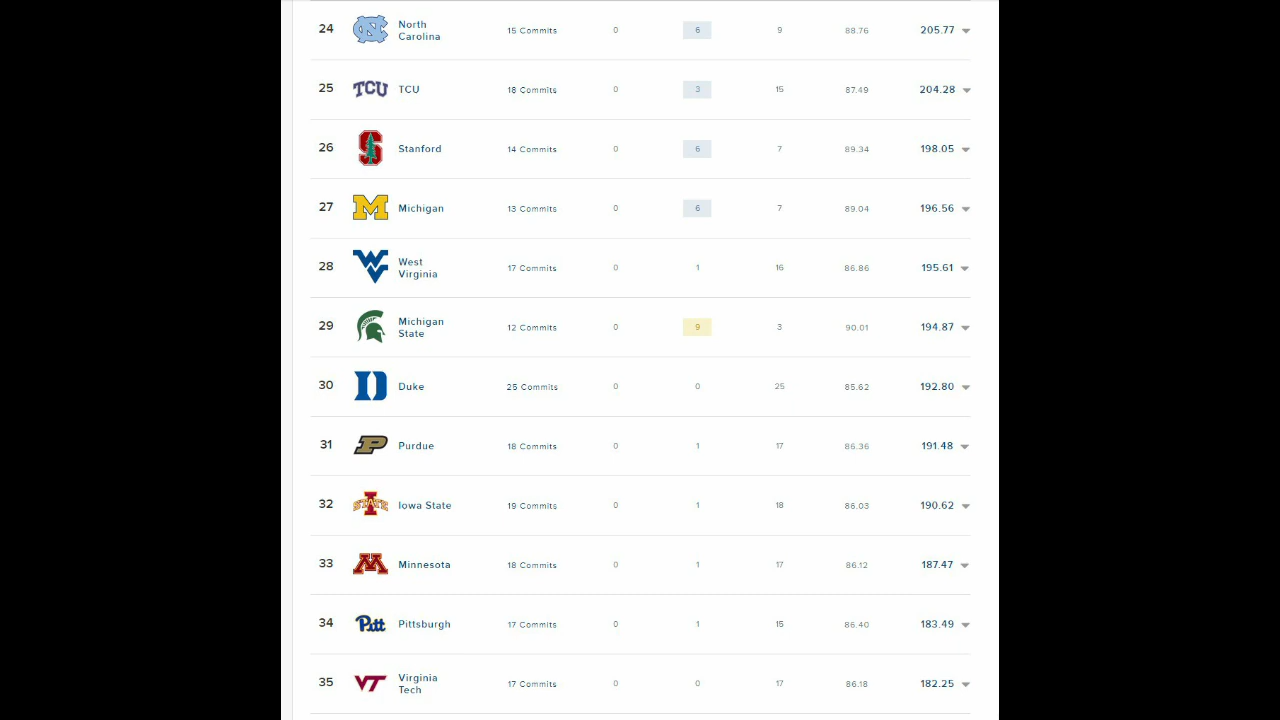 24 North Carolina 15 Commits 0 6 9 88.76 205.77
25 TCU TCU 18 Commits 0 3 15 87.49 204.28
26 S Stanford 14 Commits 0 6 7 89.34 198.05
27 M Michigan 13 Commits 0 6 7 89.04 196.56
28 WV West Virginia 17 Commits 0 1 16 86.86 195.61
29 Michigan State 12 Commits 0 9 3 90.01 194.87
30 D Duke 25 Commits 0 0 25 85.62 192.80
31 P Purdue 18 Commits 0 1 17 86.36 191.48
32 I STATE Iowa State 19 Commits 0 1 18 86.03 190.62
33 M Minnesota 18 Commits 0 1 17 86.12 187.47
34 Pitt Pittsburgh 17 Commits 0 1 15 86.40 183.49
35 VT Virginia Tech 17 Commits 0 0 17 86.18 182.25